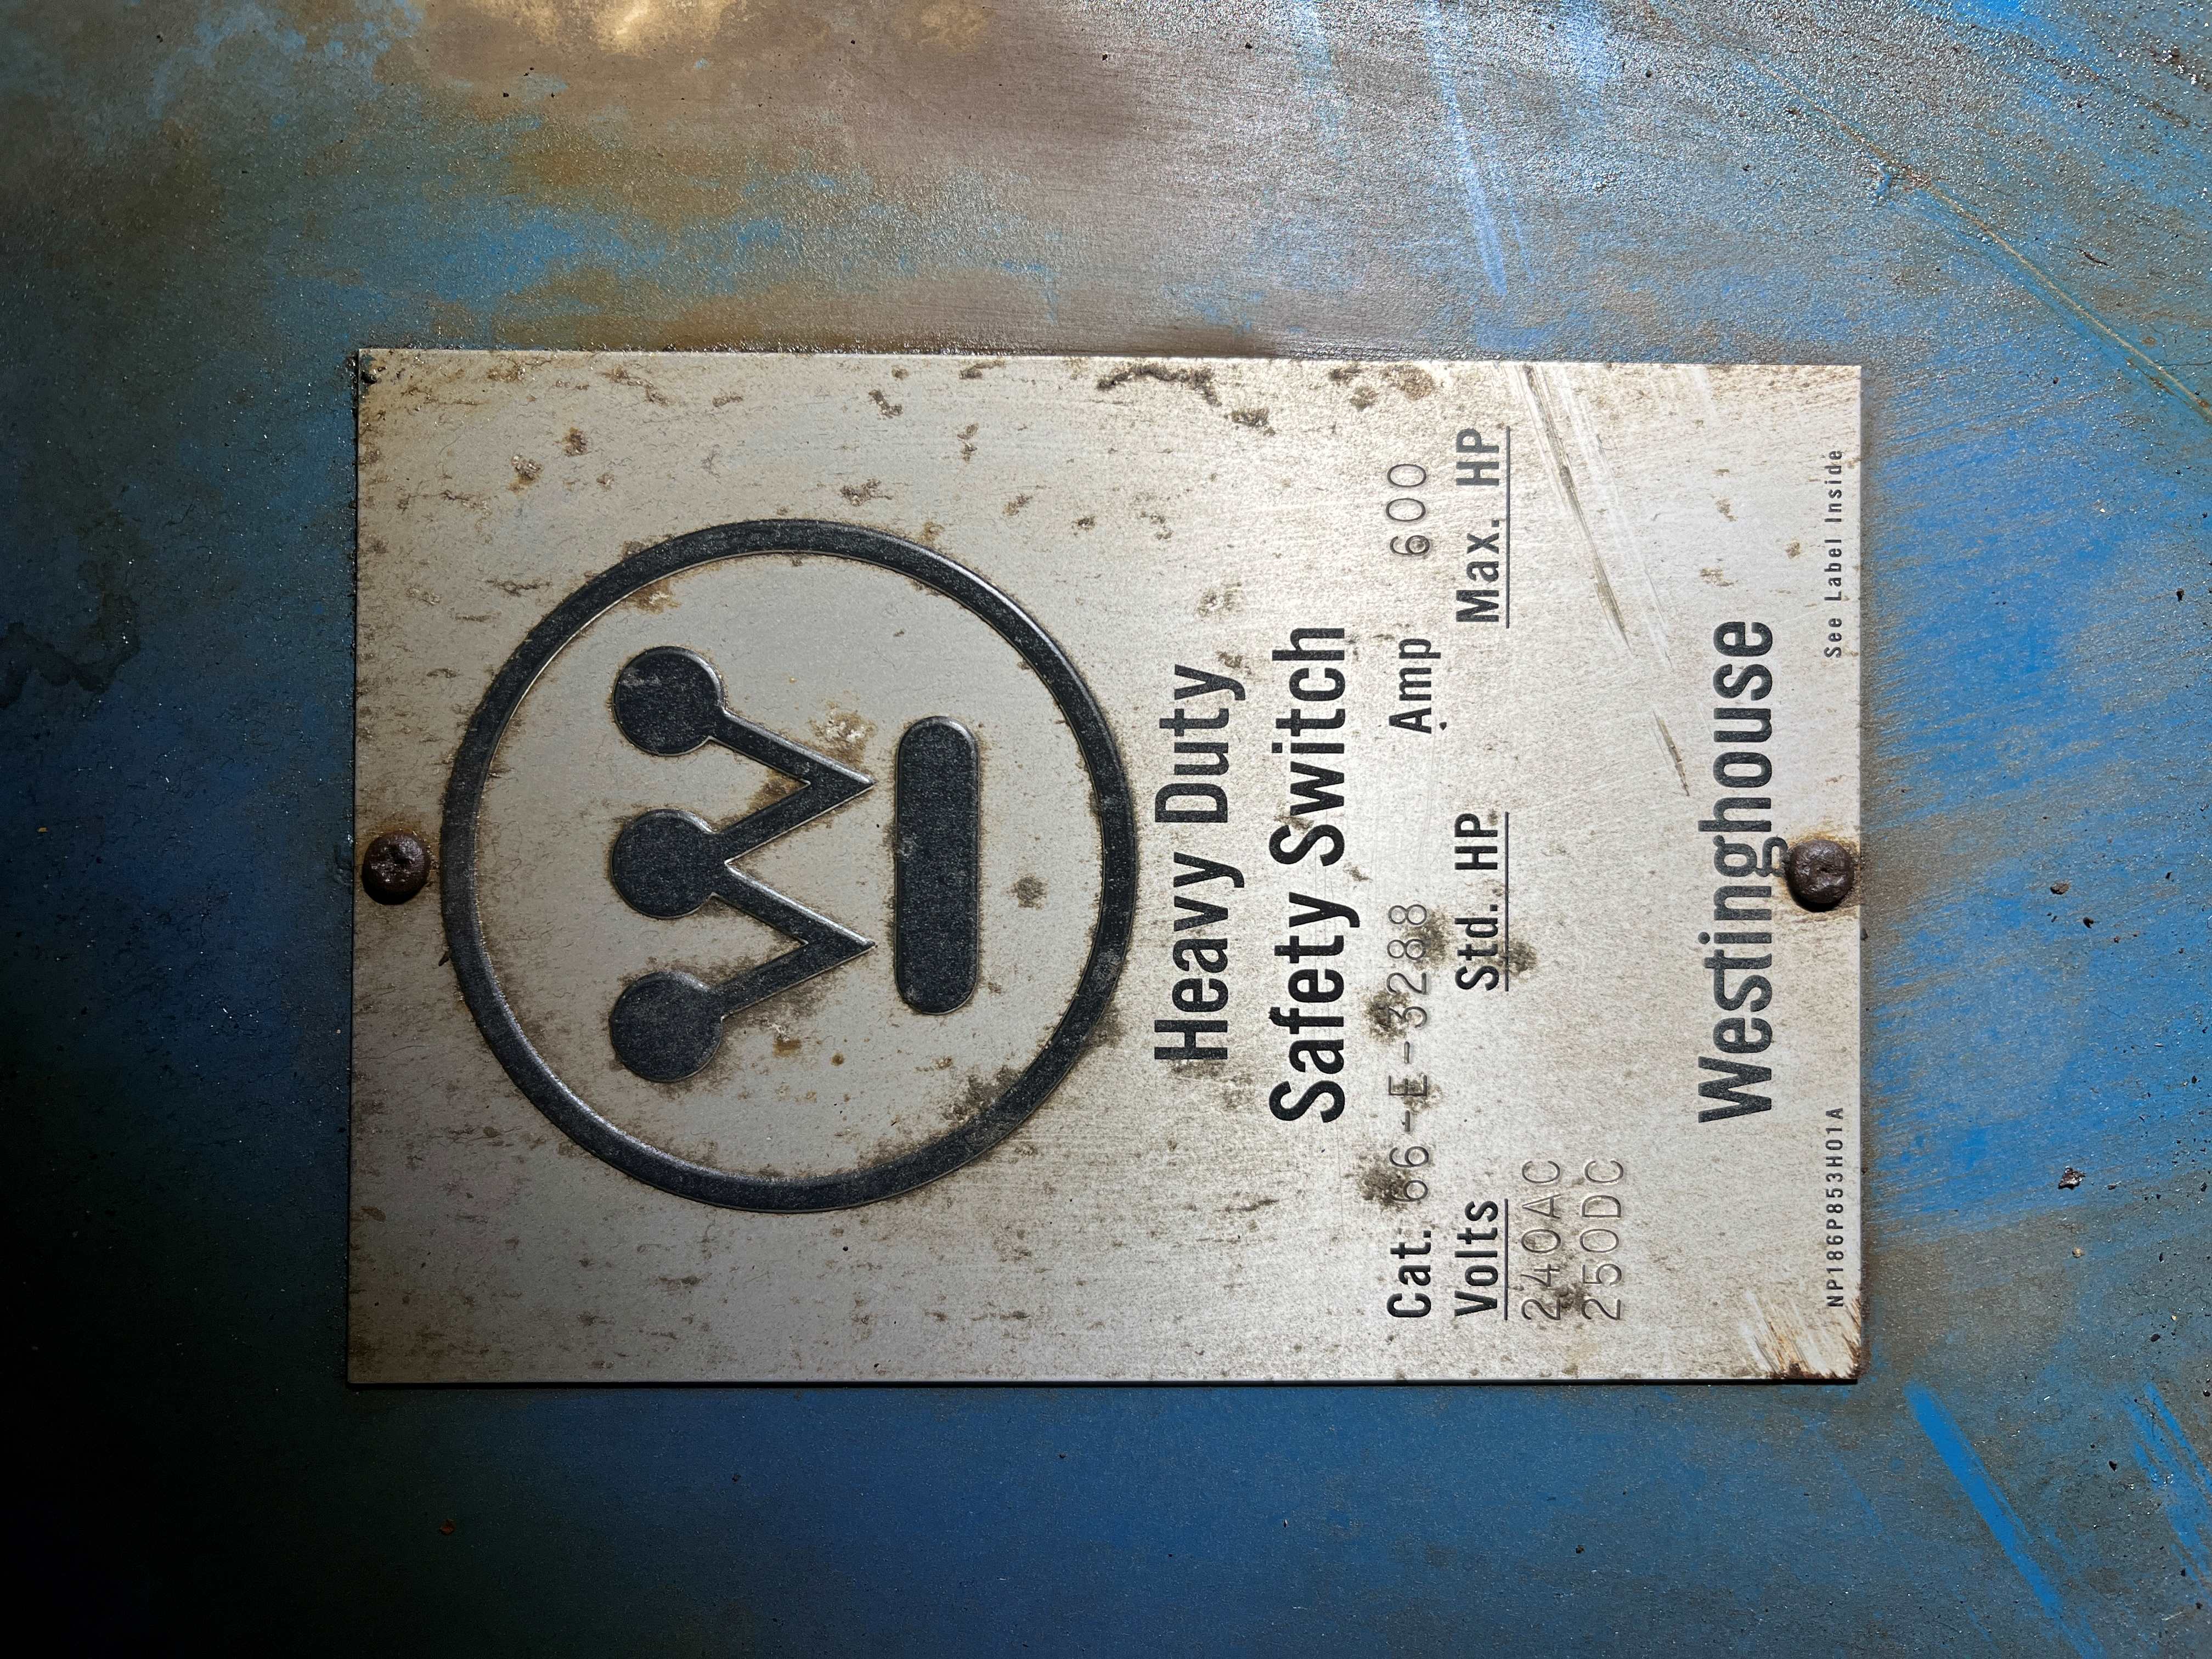 Heavy Duty
Safety Switch
Cat. 66-E-3288 Amp 600
Volts Std. HP Max. HP
240AC
250DC
Westinghouse
NP186P853H01A See Label Inside